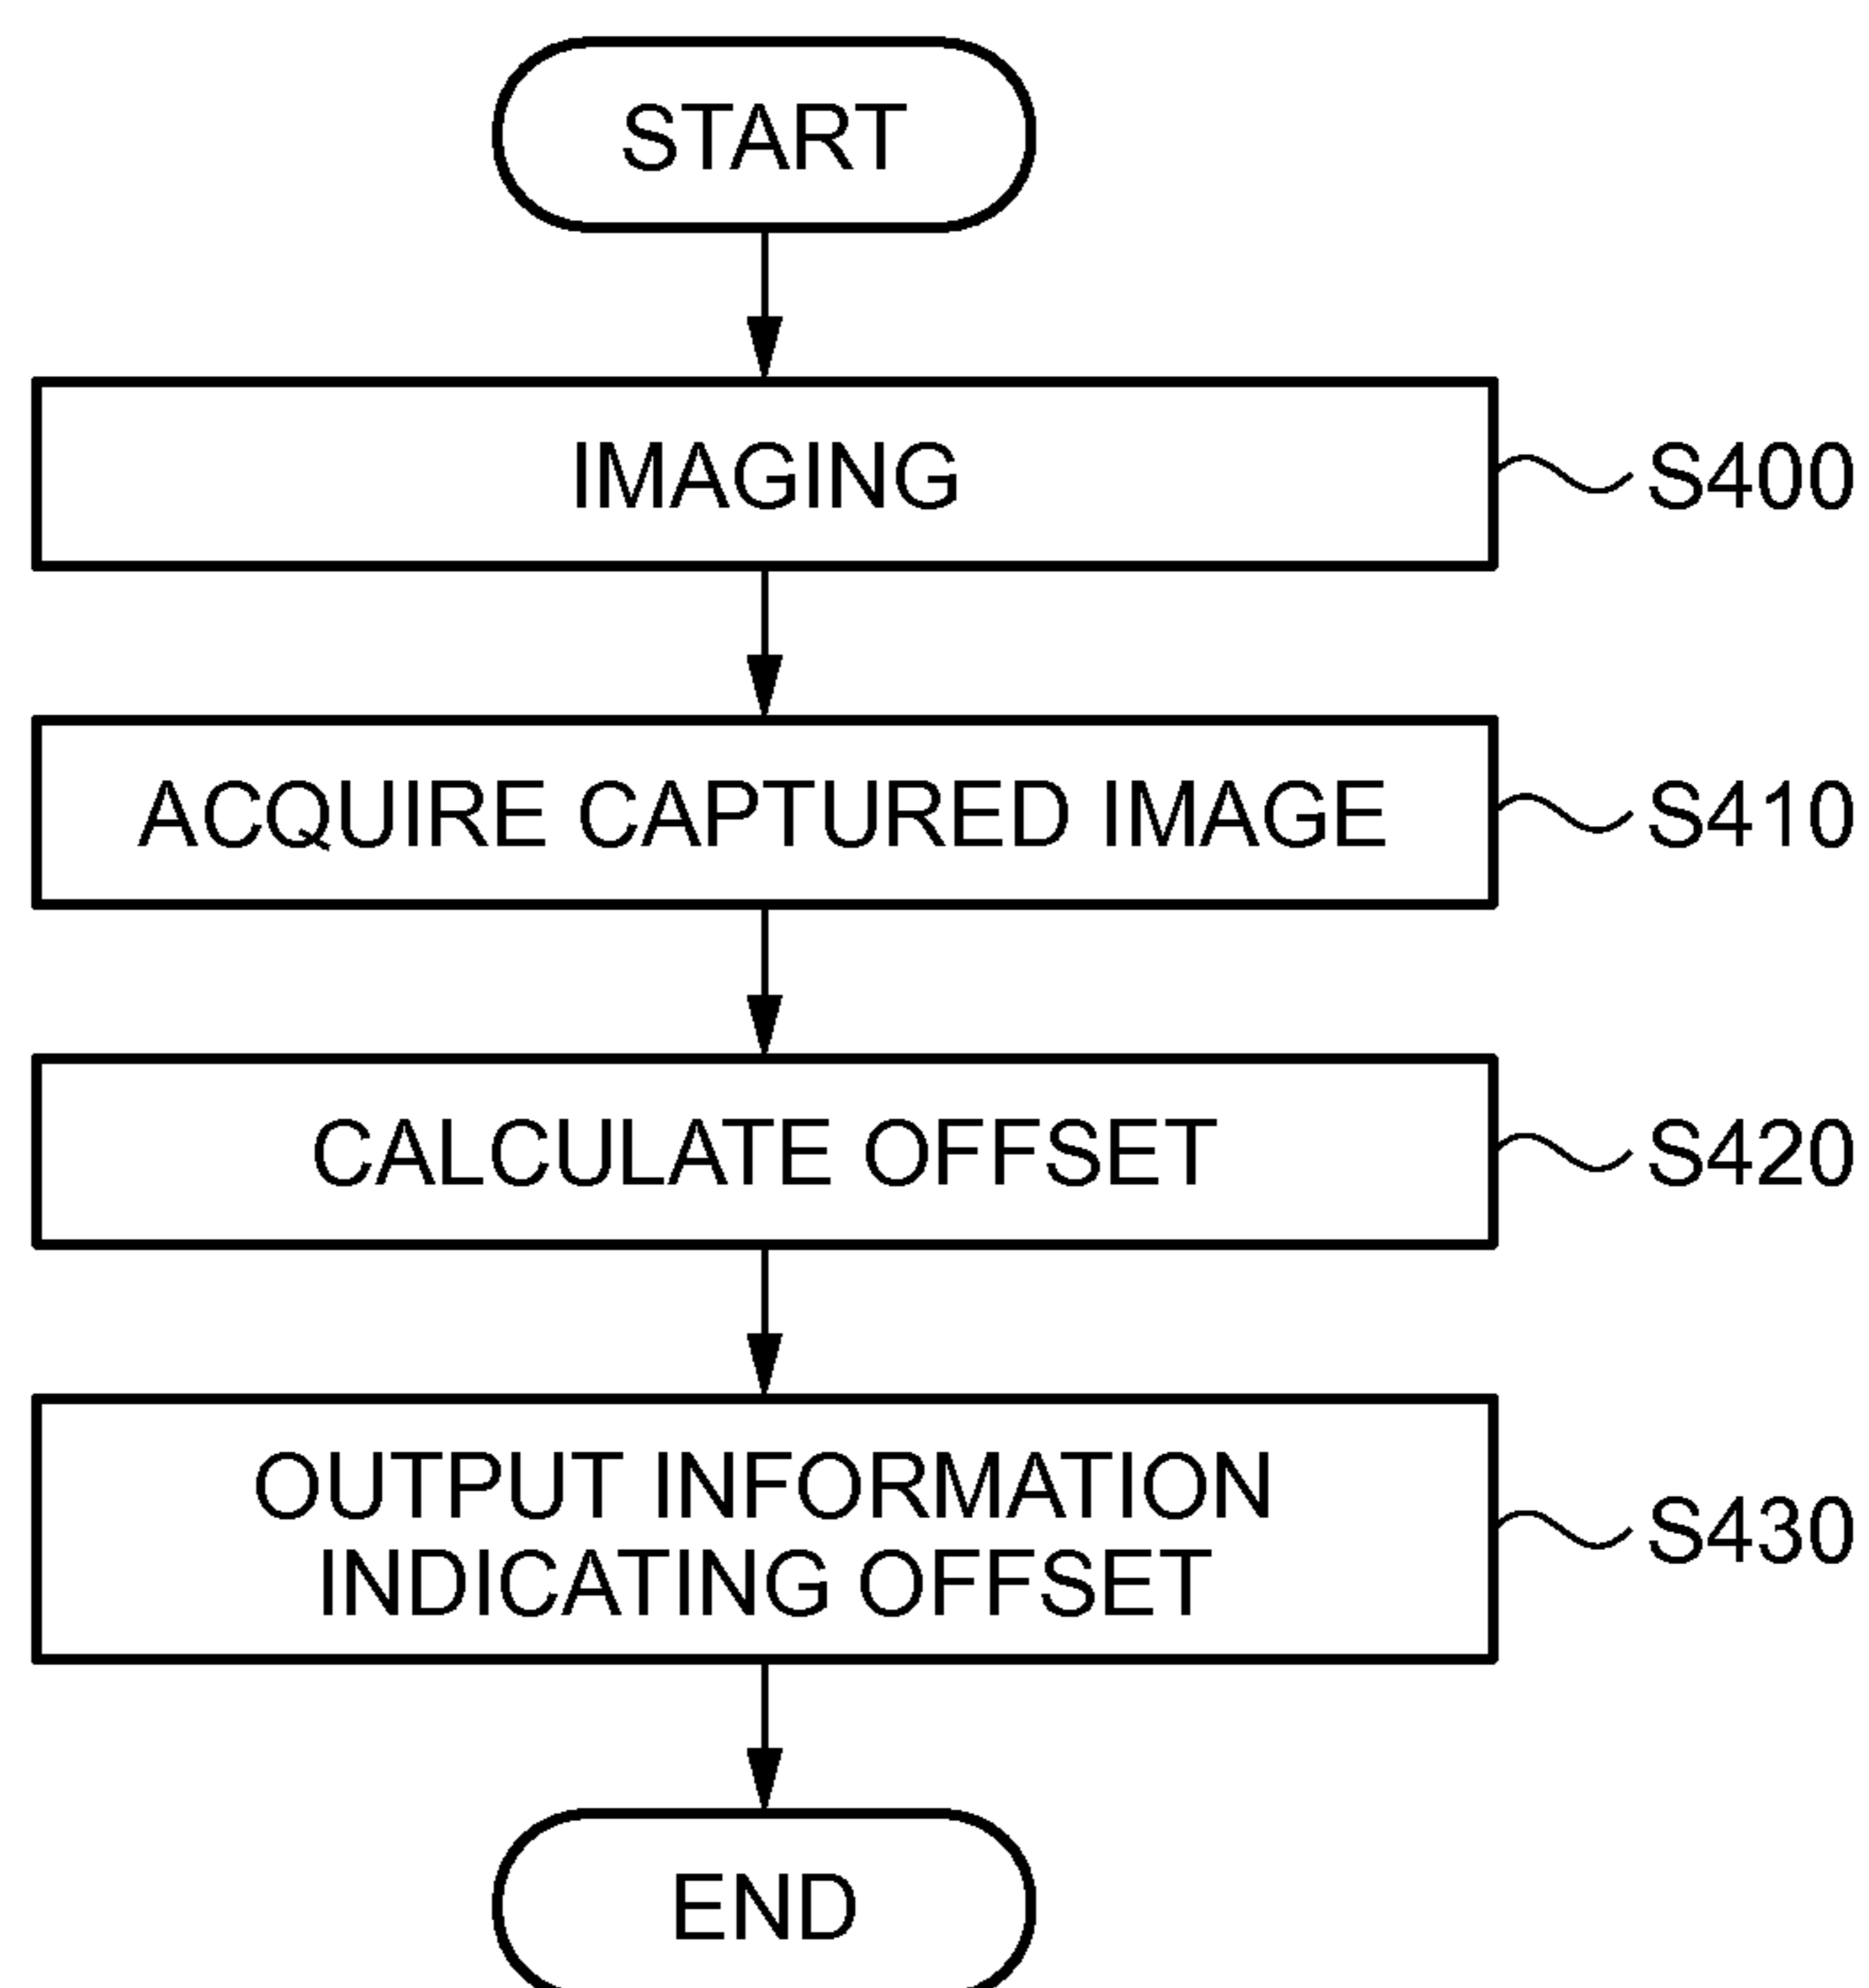 START
IMAGING
S400
ACQUIRE CAPTURED IMAGE
S410
CALCULATE OFFSET
S420
OUTPUT INFORMATION
INDICATING OFFSET
S430
END